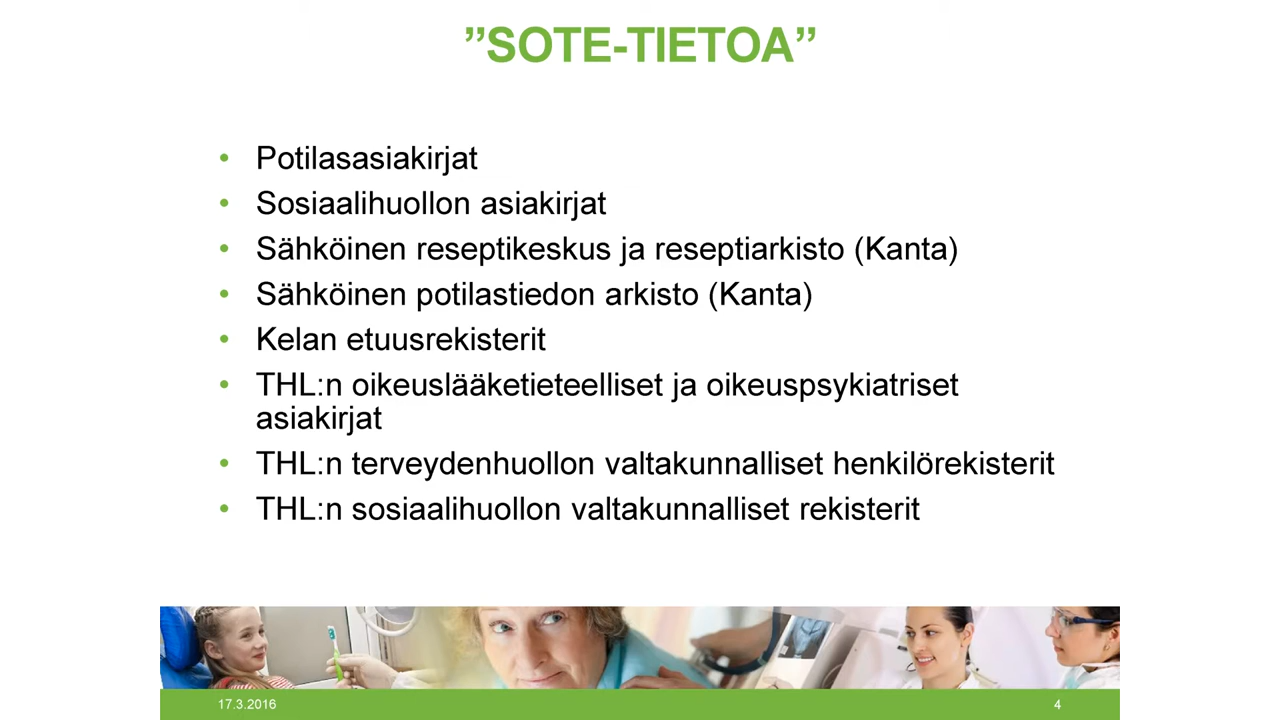 ”SOTE-TIETOA”
• Potilasasiakirjat
• Sosiaalihuollon asiakirjat
• Sähköinen reseptikeskus ja reseptiarkisto (Kanta)
• Sähköinen potilastiedon arkisto (Kanta)
• Kelan etuusrekisterit
• THL:n oikeuslääketieteelliset ja oikeuspsykiatriset
asiakirjat
• THL:n terveydenhuollon valtakunnalliset henkilörekisterit
• THL:n sosiaalihuollon valtakunnalliset rekisterit
17.3.2016
4